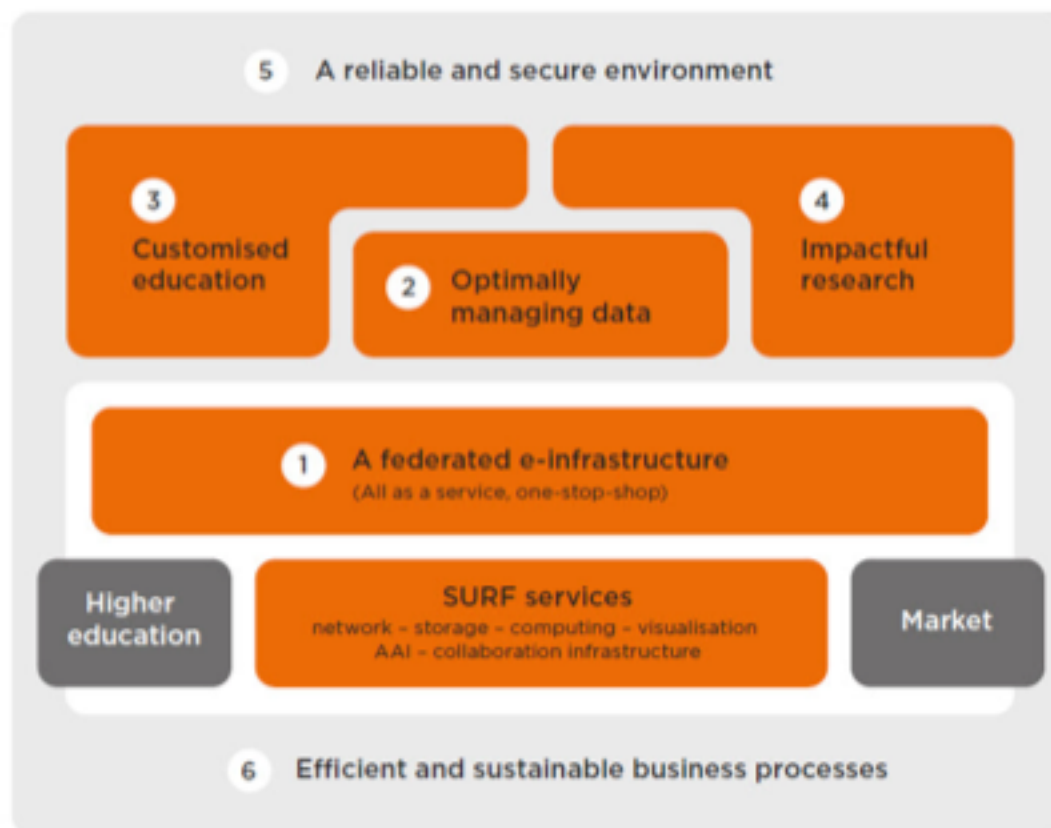 5 A reliable and secure environment
3
Customised
education
2 Optimally
managing data
4
Impactful
research
1 A federated e-infrastructure
(All as a service, one-stop-shop)
Higher
education
SURF services
network – storage – computing – visualisation
AAI – collaboration infrastructure
Market
6 Efficient and sustainable business processes